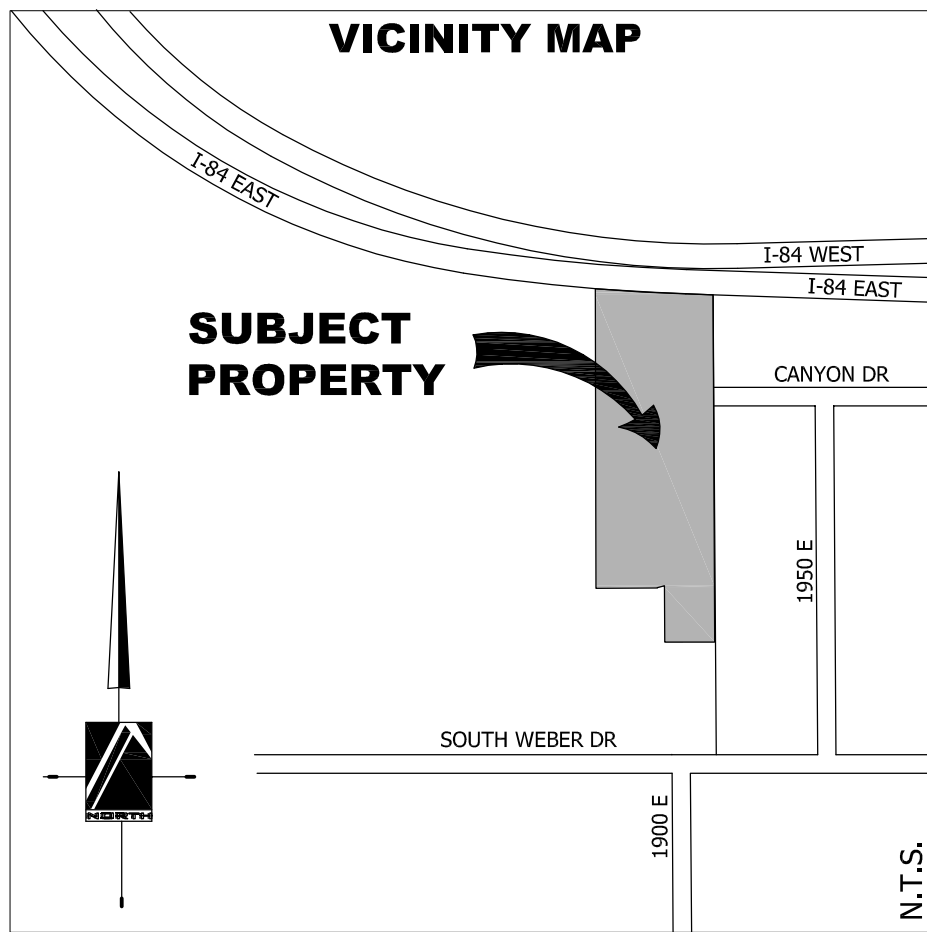 VICINITY MAP
I-84 EAST
I-84 WEST
I-84 EAST
SUBJECT
PROPERTY
CANYON DR
1950 E
SOUTH WEBER DR
1900 E
NORTH
N.T.S.